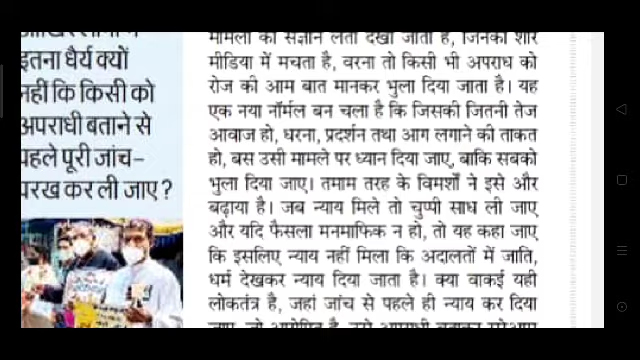 इतना धैर्य क्यों
नहीं कि किसी को
अपराधी बताने से
पहले पूरी जांच–
परख कर ली जाए?
मामलों का संज्ञान लेता देखा जाता है, जिनका शोर
मीडिया में मचता है, वरना तो किसी भी अपराध को
रोज की आम बात मानकर भुला दिया जाता है। यह
एक नया नॉर्मल बन चला है कि जिसकी जितनी तेज
आवाज हो, धरना, प्रदर्शन तथा आग लगाने की ताकत
हो, बस उसी मामले पर ध्यान दिया जाए, बाकि सबको
भुला दिया जाए। तमाम तरह के विमर्शों ने इसे और
बढ़ाया है। जब न्याय मिले तो चुप्पी साध ली जाए
और यदि फैसला मनमाफिक न हो, तो यह कहा जाए
कि इसलिए न्याय नहीं मिला कि अदालतों में जाति,
धर्म देखकर न्याय दिया जाता है। क्या वाकई यही
लोकतंत्र है, जहां जांच से पहले ही न्याय कर दिया